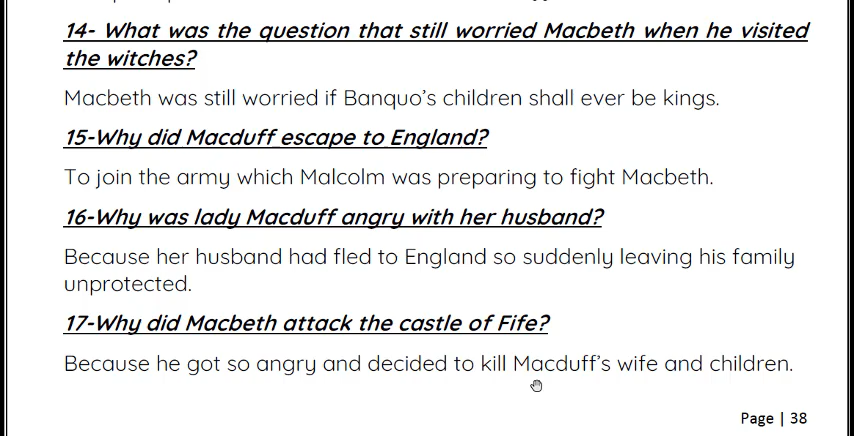 14- What was the question that still worried Macbeth when he visited
the witches?
Macbeth was still worried if Banquo’s children shall ever be kings.
15-Why did Macduff escape to England?
To join the army which Malcolm was preparing to fight Macbeth.
16-Why was lady Macduff angry with her husband?
Because her husband had fled to England so suddenly leaving his family
unprotected.
17-Why did Macbeth attack the castle of Fife?
Because he got so angry and decided to kill Macduff’s wife and children.
Page | 38